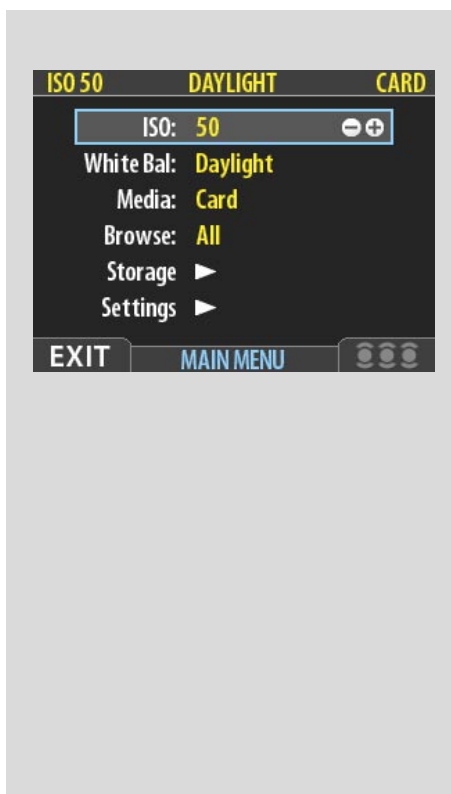 ISO 50 DAYLIGHT CARD
ISO: 50
White Bal: Daylight
Media: Card
Browse: All
Storage
Settings
EXIT MAIN MENU